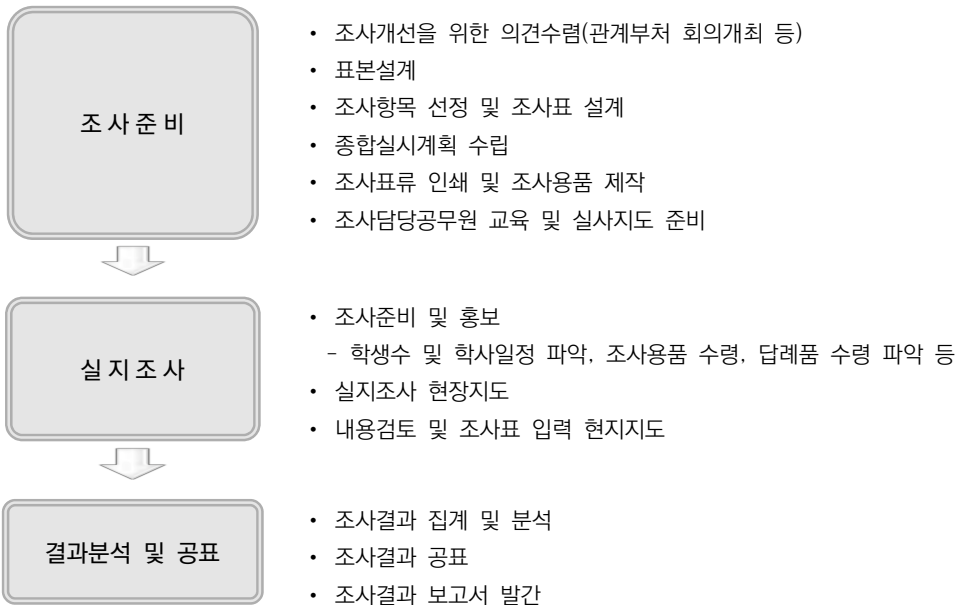 조사준비
• 조사개선을 위한 의견수렴(관계부처 회의개최 등)
• 표본설계
• 조사항목 선정 및 조사표 설계
• 종합실시계획 수립
• 조사표류 인쇄 및 조사용품 제작
• 조사담당공무원 교육 및 실사지도 준비
실지조사
• 조사준비 및 홍보
- 학생수 및 학사일정 파악, 조사용품 수령, 답례품 수령 파악 등
• 실지조사 현장지도
• 내용검토 및 조사표 입력 현지지도
결과분석 및 공표
• 조사결과 집계 및 분석
• 조사결과 공표
• 조사결과 보고서 발간